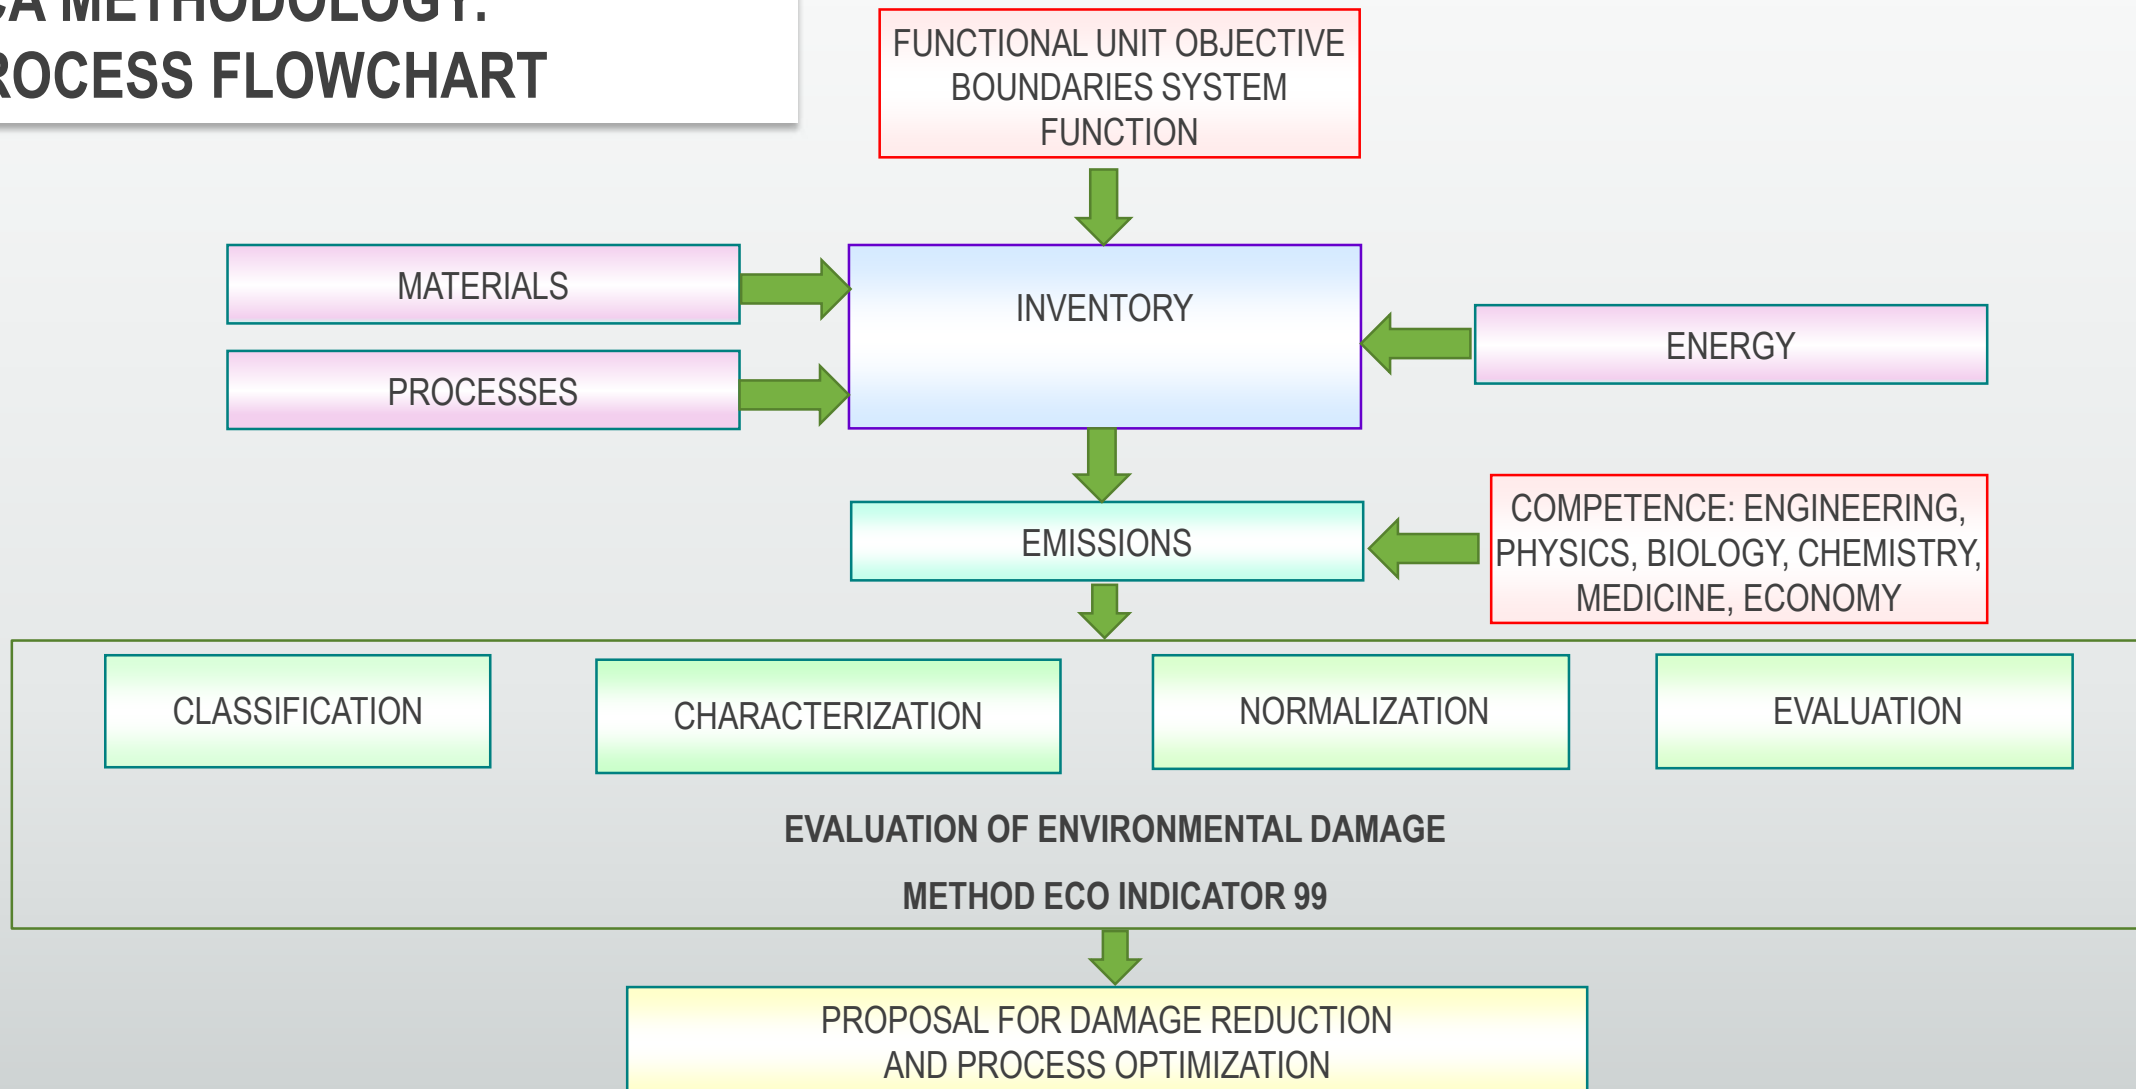 CA METHODOLOGY:
ROCESS FLOWCHART
FUNCTIONAL UNIT OBJECTIVE
BOUNDARIES SYSTEM
FUNCTION
MATERIALS
INVENTORY
ENERGY
PROCESSES
EMISSIONS
COMPETENCE: ENGINEERING,
PHYSICS, BIOLOGY, CHEMISTRY,
MEDICINE, ECONOMY
CLASSIFICATION
CHARACTERIZATION
NORMALIZATION
EVALUATION
EVALUATION OF ENVIRONMENTAL DAMAGE
METHOD ECO INDICATOR 99
PROPOSAL FOR DAMAGE REDUCTION
AND PROCESS OPTIMIZATION